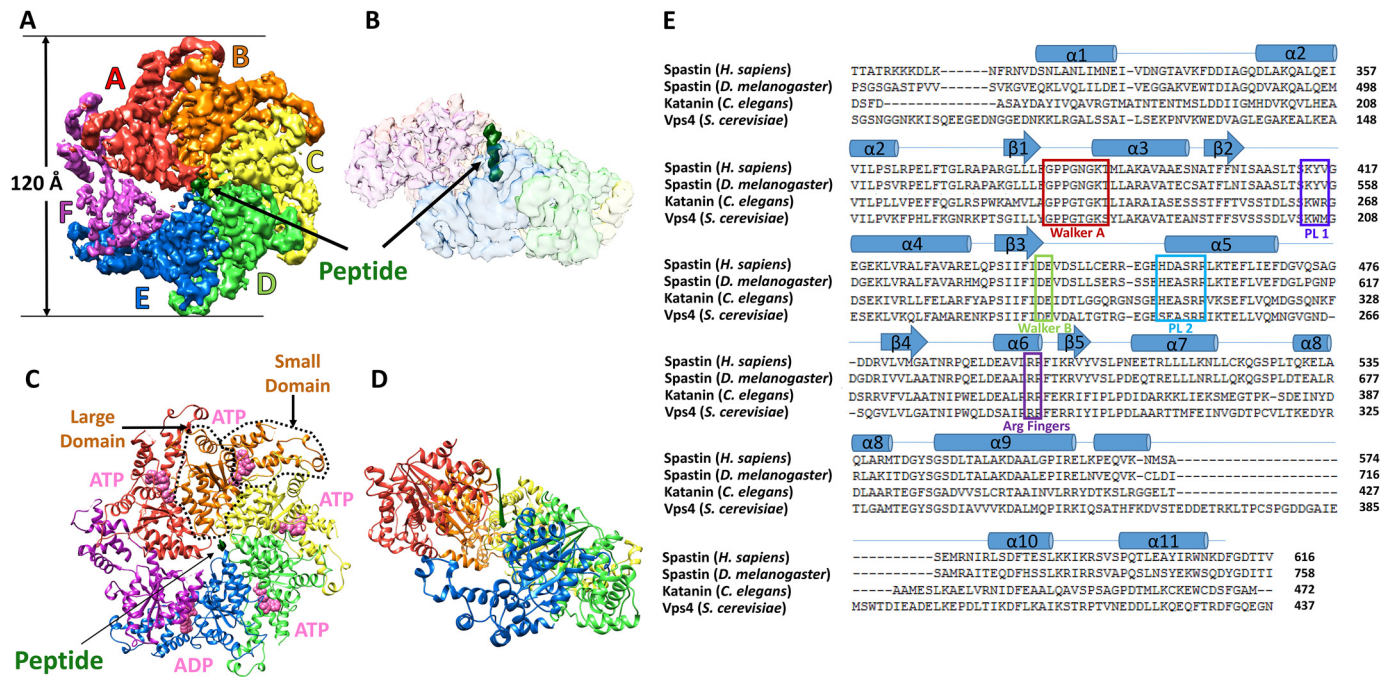 A
B
A
B
120 Å
C
F
E
D
Peptide
C
D
Small
Domain
Large
Domain
ATP
ATP
ATP
ATP
ADP
Peptide
E
α1 α2
Spastin (H. sapiens) TTATRKKKDLK------NFRNVDSNLANLIMNEI-VDNGTAVKFDDIAGQDLAKQALQEI 357
Spastin (D. melanogaster) PSGSGASTPVV------SVKGVEQKLVQLILDEI-VEGGAKVEWTDIAGQDVAKQALQEM 498
Katanin (C. elegans) DSFD------------ASAYDAYIVQAVRGTMATNTENTMSLDDIIGMHDVKQVLHEA 208
Vps4 (S. cerevisiae) GSGNGGNKKISQEEGEDNGGEDNKKLRGALSSAI---LSEKPNVKWEDVAGLEGAKEALKEA 148
α2 β1 α3 β2
Spastin (H. sapiens) VILPSLRPELFTGLRAPARGLLLFGPPGNGKTMLAKAVAAESNATFFNISAASLTSKYVG 417
Spastin (D. melanogaster) VILPSVRPELFTGLRAPAKGLLLFGPPGNGKTLLARAVATECSATFLNISAASLTSKYVG 558
Katanin (C. elegans) VTLPLLVPEFFQGLRSPWKAMVLAGPPGTGKTLIARAIASESSSTFFTVSSTDLSSKWRG 268
Vps4 (S. cerevisiae) VILPVKFPHLFKGNRKPTSGILLYGPPGTGKSYLAKAVATEANSTFFSVSSSDLVSKWMG 208
Walker A PL 1
α4 β3 α5
Spastin (H. sapiens) EGEKLVRALFAVARELQPSIIFIDEVDSLLCERR-EGEHDASRRLKTEFLIEFDGVQSAG 476
Spastin (D. melanogaster) DGEKLVRALFAVARHMQPSIIFIDEVDSLLSERS-SSEHEASRRLKTEFLVEFDGLPGNP 617
Katanin (C. elegans) DSEKIVRLLFELARFYAPSIIFIDEIDTLGGQRGNSGEHEASRRVKSEFLVQMDGSQNKF 328
Vps4 (S. cerevisiae) ESEKLVKQLFAMARENKPSIIFIDEVDALTGTRG-EGESEASRRIKTELLVQMNGVGND- 266
Walker B PL 2
β4 α6 β5 α7 α8
Spastin (H. sapiens) -DDRVLVMGATNRPQELDEAVLRRFIKRVYVSLPNEETRLLLLKNLLCKQGSPLTQKELA 535
Spastin (D. melanogaster) DGDRIVVLAATNRPQELDEAALRRFTKRVYVSLPDEQTRELLLNRLLQKQGSPLDTEALR 677
Katanin (C. elegans) DSRRVFVLAATNIPWELDEALRRRFEKRIFIPLPDIDARKKLIEKSMEGTPK-SDEINYD 387
Vps4 (S. cerevisiae) -SQGVLVLGATNIPWQLDSAIRRRFERRIYIPLPDLAARTTMFEINVGDTPCVLTKEDYR 325
Arg Fingers
α8 α9
Spastin (H. sapiens) QLARMTDGYSGSDLTALAKDAALGPIRELKPEQVK-NMSA-------------------- 574
Spastin (D. melanogaster) RLAKITDGYSGSDLTALAKDAALEPIRELNVEQVK-CLDI-------------------- 716
Katanin (C. elegans) DLAARTEGFSGADVVSLCRTAAINVLRRYDTKSLRGGELT-------------------- 427
Vps4 (S. cerevisiae) TLGAMTEGYSGSDIAVVVKDALMQPIRKIQSATHFKDVSTEDDETRKLTPCSPGDDGAIE 385
α10 α11
Spastin (H. sapiens) ----------SEMRNIRLSDFTESLKKIKRSVSPQTLEAYIRWNKDFGDTTV 616
Spastin (D. melanogaster) ----------SAMRAITEQDFHSSLKRIRRSVAPQSLNSYEKWSQDYGDITI 758
Katanin (C. elegans) -----AAMESLKAELVRNIDFEAALQAVSPSAGPDTMLKCKEWCDSFGAM--- 472
Vps4 (S. cerevisiae) MSWTDIEADELKEPDLTIKDFLKAIKSTRPTVNEDDLLKQEQFTRDFGQEGN 437